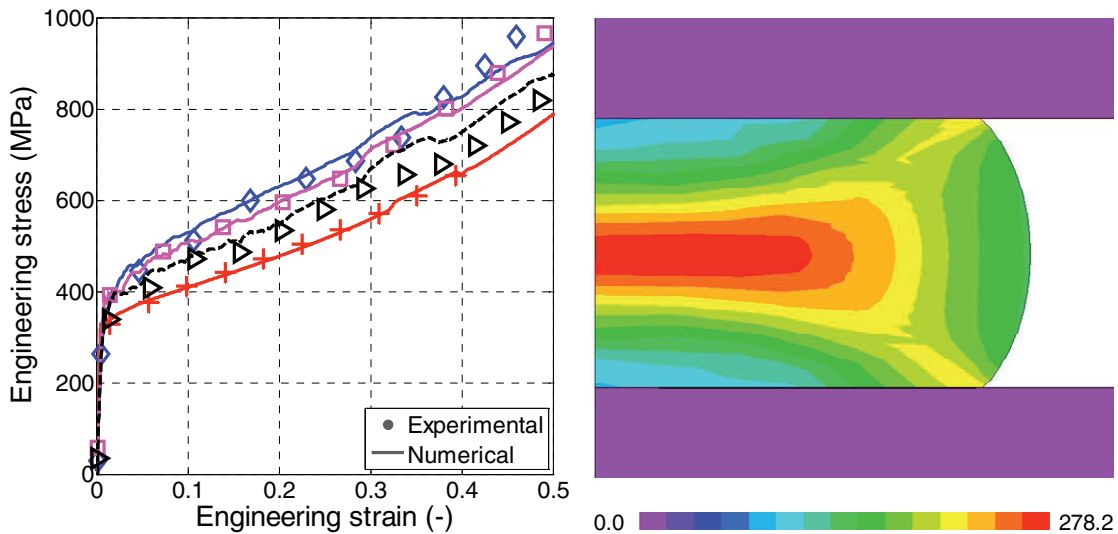 1000
800
600
400
200
0
Engineering stress (MPa)
0 0.1 0.2 0.3 0.4 0.5
Engineering strain (-)
Experimental
Numerical
0.0 278.2